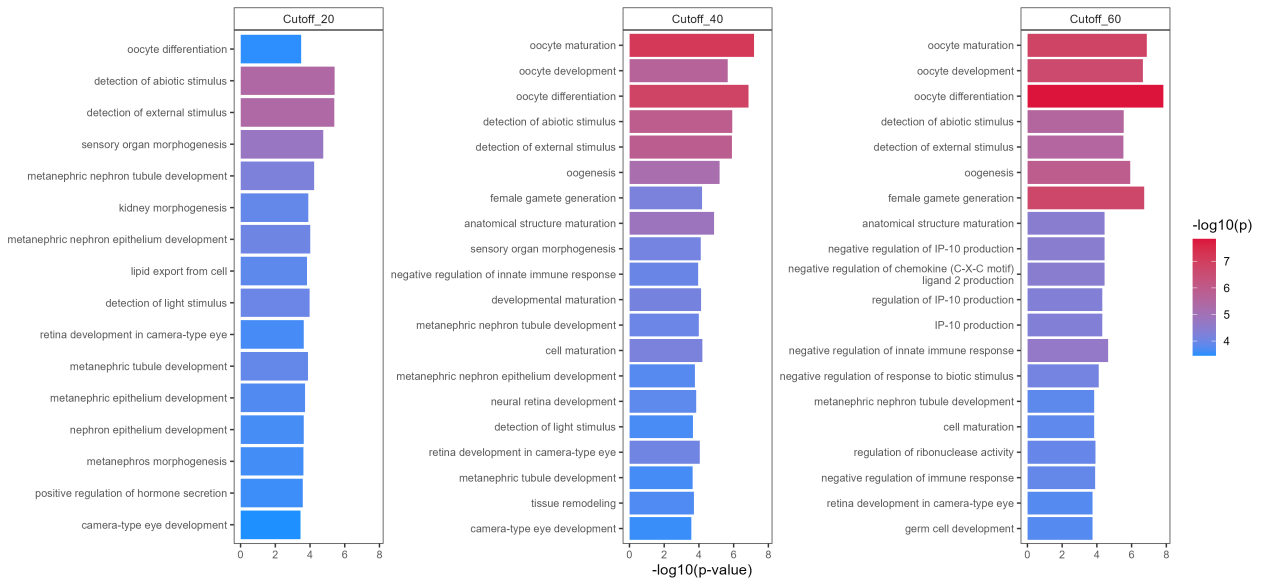 Cutoff_20
oocyte differentiation
detection of abiotic stimulus
detection of external stimulus
sensory organ morphogenesis
metanephric nephron tubule development
kidney morphogenesis
metanephric nephron epithelium development
lipid export from cell
detection of light stimulus
retina development in camera-type eye
metanephric tubule development
metanephric epithelium development
nephron epithelium development
metanephros morphogenesis
positive regulation of hormone secretion
camera-type eye development
0 2 4 6 8
Cutoff_40
oocyte maturation
oocyte development
oocyte differentiation
detection of abiotic stimulus
detection of external stimulus
oogenesis
female gamete generation
anatomical structure maturation
sensory organ morphogenesis
negative regulation of innate immune response
developmental maturation
metanephric nephron tubule development
cell maturation
metanephric nephron epithelium development
neural retina development
detection of light stimulus
retina development in camera-type eye
metanephric tubule development
tissue remodeling
camera-type eye development
0 2 4 6 8
-log10(p-value)
Cutoff_60
oocyte maturation
oocyte development
oocyte differentiation
detection of abiotic stimulus
detection of external stimulus
oogenesis
female gamete generation
anatomical structure maturation
negative regulation of IP-10 production
negative regulation of chemokine (C-X-C motif)
ligand 2 production
regulation of IP-10 production
IP-10 production
negative regulation of innate immune response
negative regulation of response to biotic stimulus
metanephric nephron tubule development
cell maturation
regulation of ribonuclease activity
negative regulation of immune response
retina development in camera-type eye
germ cell development
0 2 4 6 8
-log10(p)
7
6
5
4